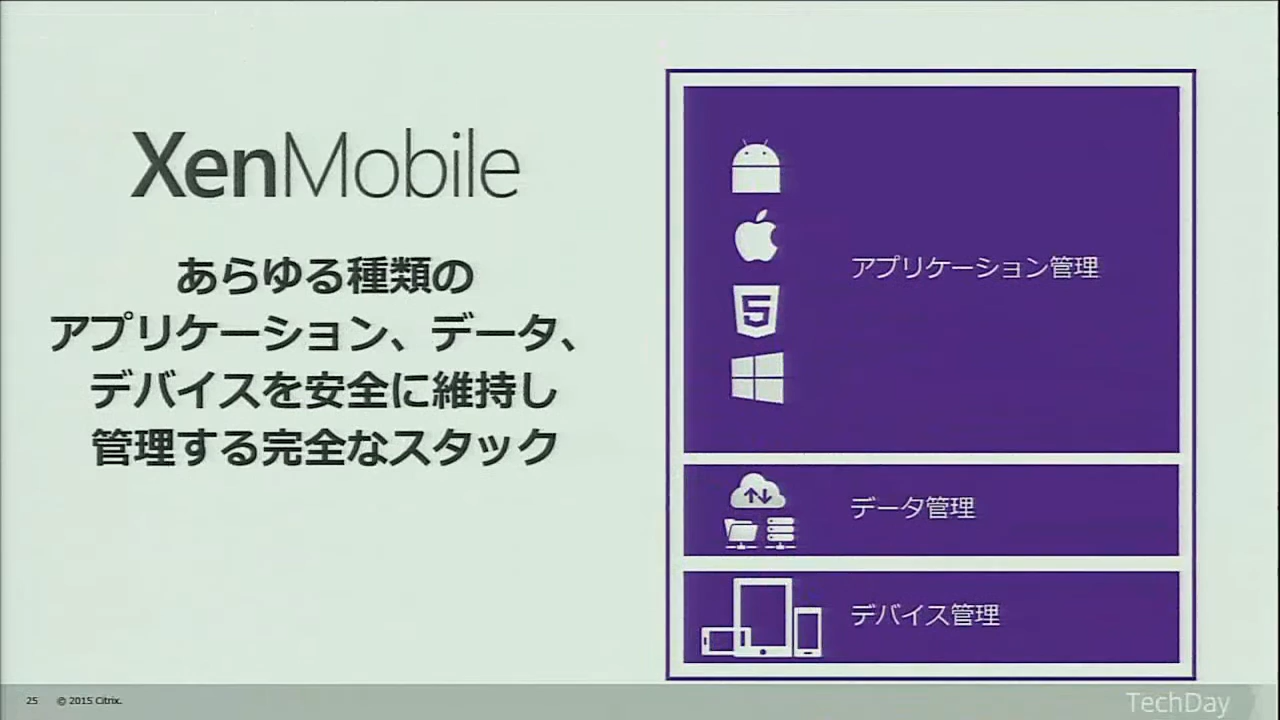 XenMobile
あらゆる種類の
アプリケーション、データ、
デバイスを安全に維持し
管理する完全なスタック
アプリケーション管理
データ管理
デバイス管理
25 © 2015 Citrix.
TechDay